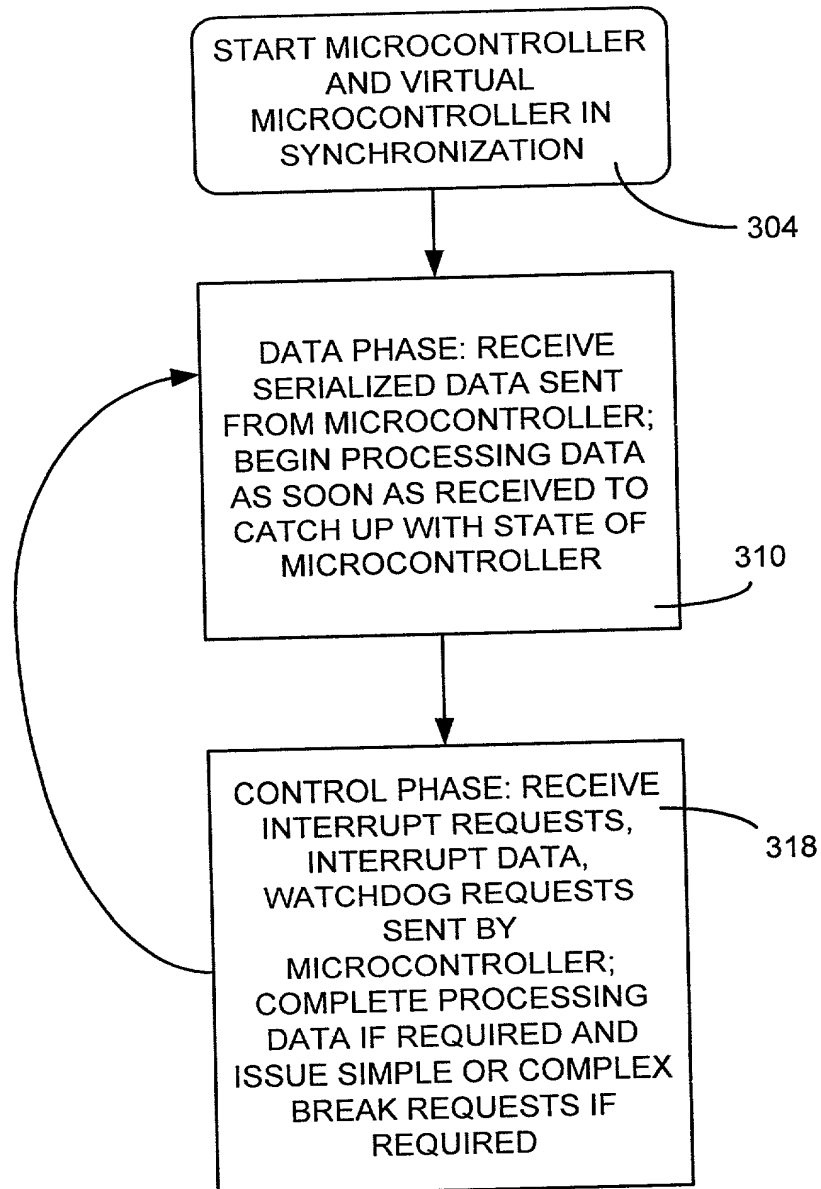 START MICROCONTROLLER
AND VIRTUAL
MICROCONTROLLER IN
SYNCHRONIZATION
304
DATA PHASE: RECEIVE
SERIALIZED DATA SENT
FROM MICROCONTROLLER;
BEGIN PROCESSING DATA
AS SOON AS RECEIVED TO
CATCH UP WITH STATE OF
MICROCONTROLLER
310
CONTROL PHASE: RECEIVE
INTERRUPT REQUESTS,
INTERRUPT DATA,
WATCHDOG REQUESTS
SENT BY
MICROCONTROLLER;
COMPLETE PROCESSING
DATA IF REQUIRED AND
ISSUE SIMPLE OR COMPLEX
BREAK REQUESTS IF
REQUIRED
318